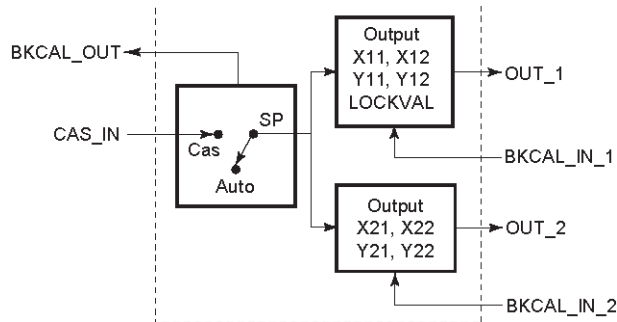 BKCAL_OUT
CAS_IN
SP
Cas
Auto
Output
X11, X12
Y11, Y12
LOCKVAL
OUT_1
BKCAL_IN_1
Output
X21, X22
Y21, Y22
OUT_2
BKCAL_IN_2